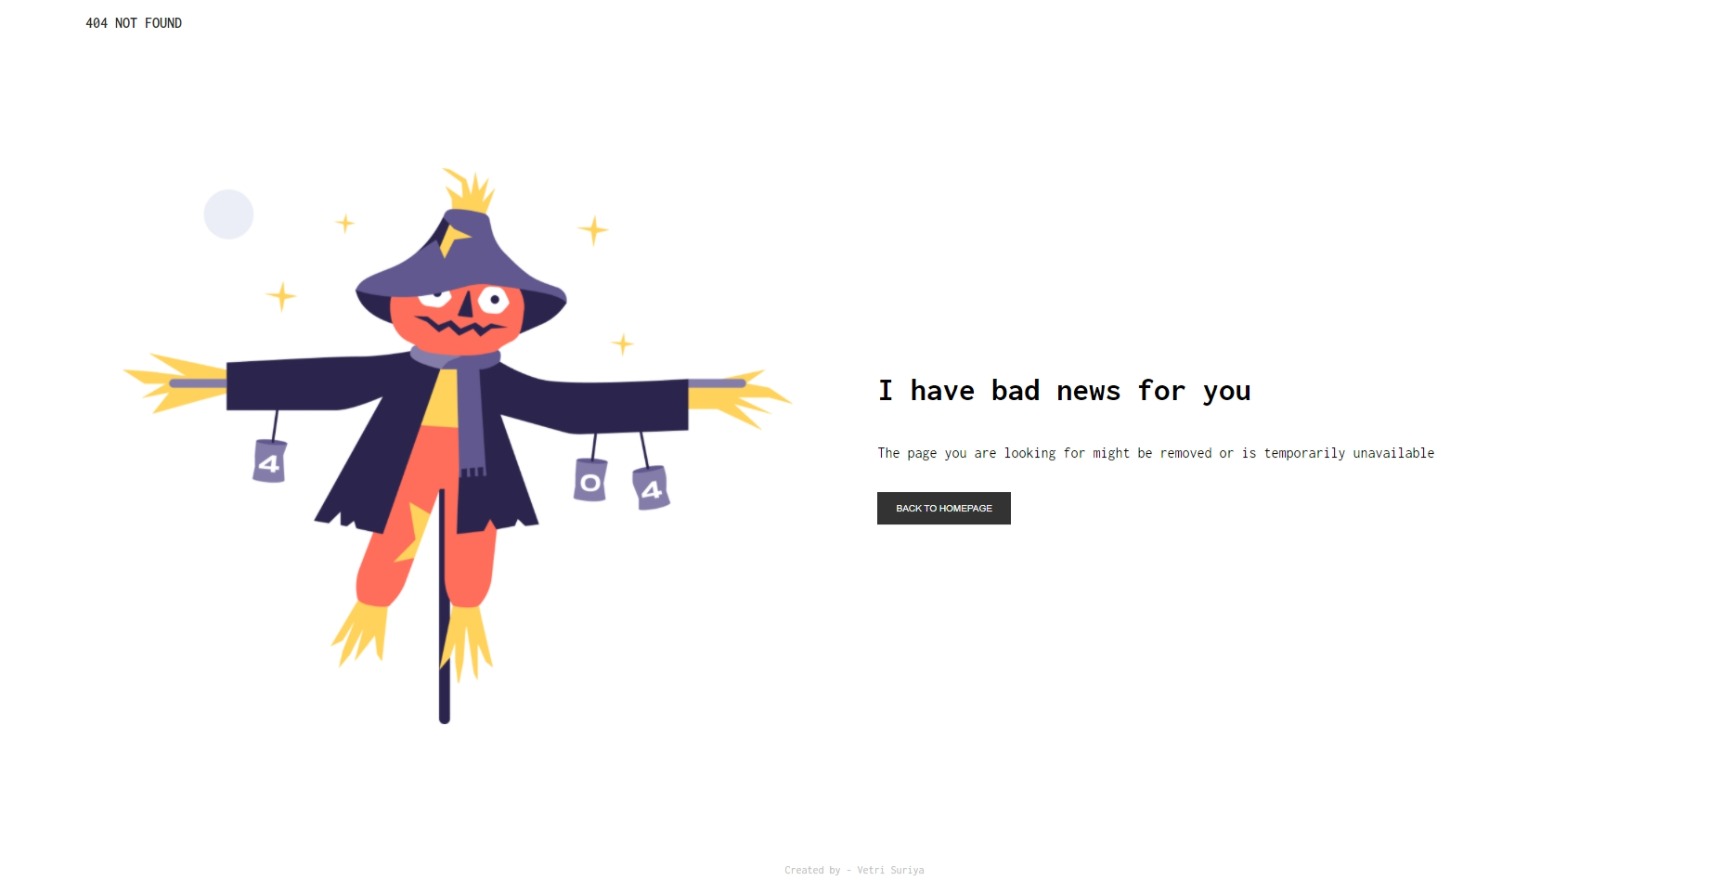 404 NOT FOUND
4
0
4
I have bad news for you
The page you are looking for might be removed or is temporarily unavailable
BACK TO HOMEPAGE
Created by - Vetri Suriya